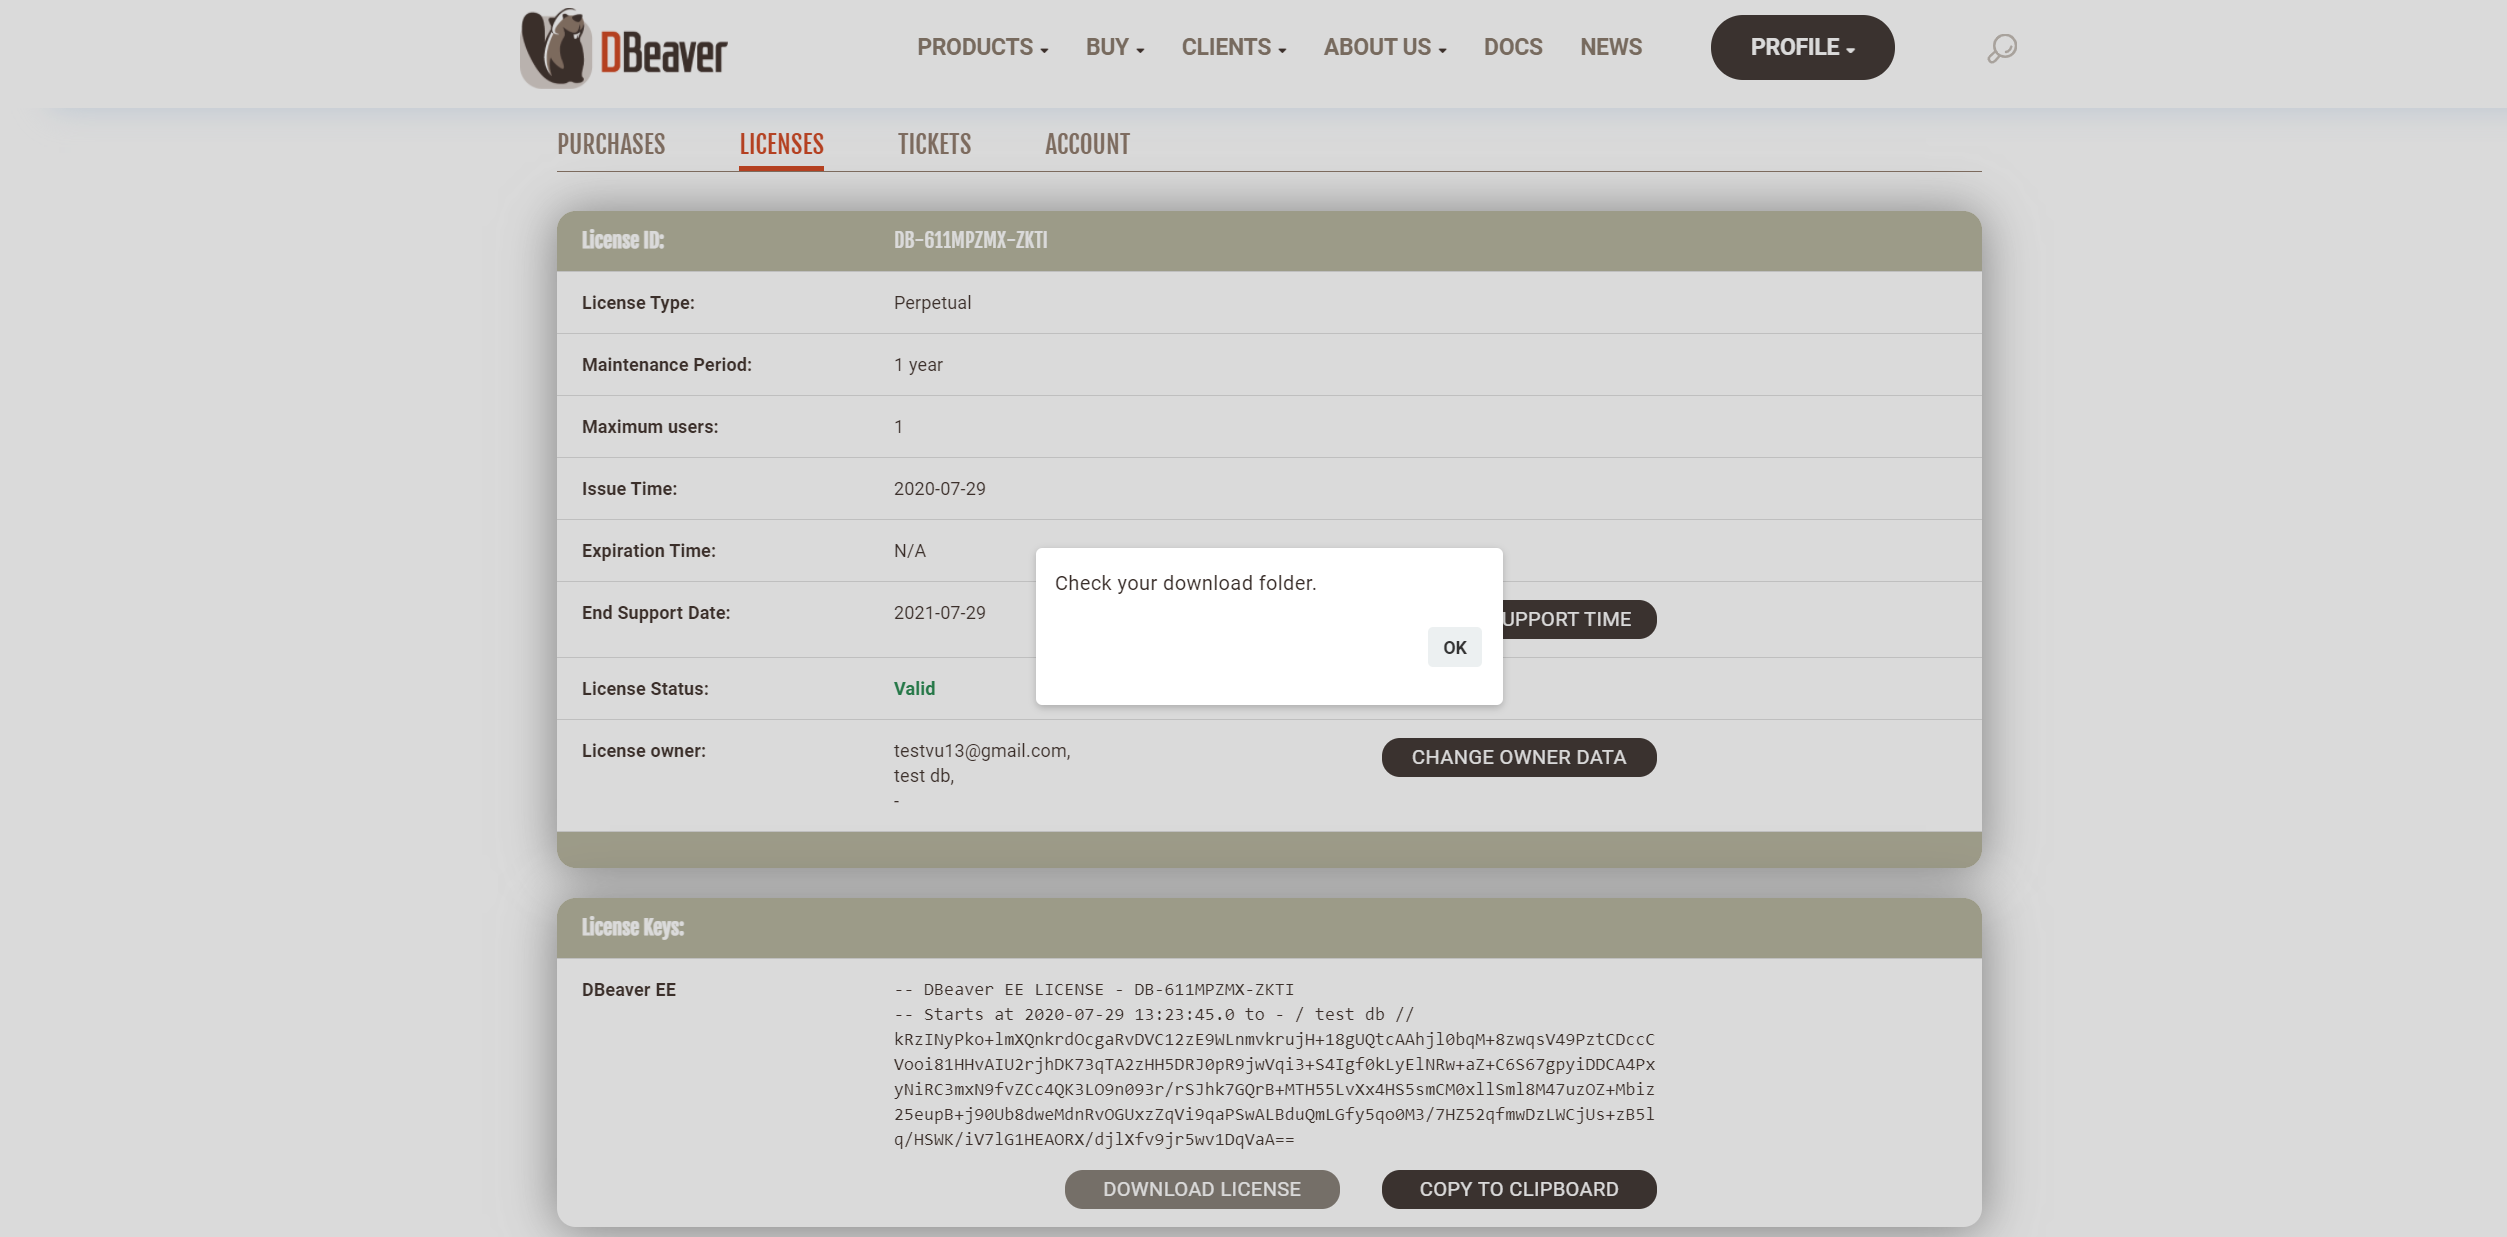 DBeaver
PRODUCTS BUY CLIENTS ABOUT US DOCS NEWS PROFILE
PURCHASES LICENSES TICKETS ACCOUNT
License ID: DB-611MPZMX-ZKTI
License Type: Perpetual
Maintenance Period: 1 year
Maximum users: 1
Issue Time: 2020-07-29
Expiration Time: N/A
Check your download folder.
OK
End Support Date: 2021-07-29 UPPORT TIME
License Status: Valid
License owner: testvu13@gmail.com, CHANGE OWNER DATA
test db,
-
License Keys:
DBeaver EE -- DBeaver EE LICENSE - DB-611MPZMX-ZKTI
-- Starts at 2020-07-29 13:23:45.0 to - / test db //
kRzINyPko+lmXQnkrdOcgaRvDVC12zE9WLnmvkrujH+18gUQtcAAhjl0bqM+8zwqsV49PztCDccC
Vooi81HHvAIU2rjhDK73qTA2zHH5DRJ0pR9jwVqi3+S4Igf0kLyElNRw+aZ+C6S67gpyiDDCA4Px
yNiRC3mxN9fvZCc4QK3LO9n093r/rSJhk7GQrB+MTH55LvXx4HS5smCM0xllSml8M47uzOZ+Mbiz
25eupB+j90Ub8dweMdnRvOGUxzZqVi9qaPSwALBduQmLGfy5qo0M3/7HZ52qfmwDzLWCjUs+zB5l
q/HSWK/iV7lG1HEAORX/djlXfv9jr5wv1DqVaA==
DOWNLOAD LICENSE COPY TO CLIPBOARD